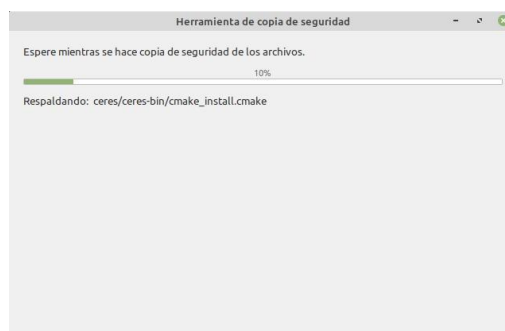 Herramienta de copia de seguridad
Espere mientras se hace copia de seguridad de los archivos.
10%
Respaldando: ceres/ceres-bin/cmake_install.cmake